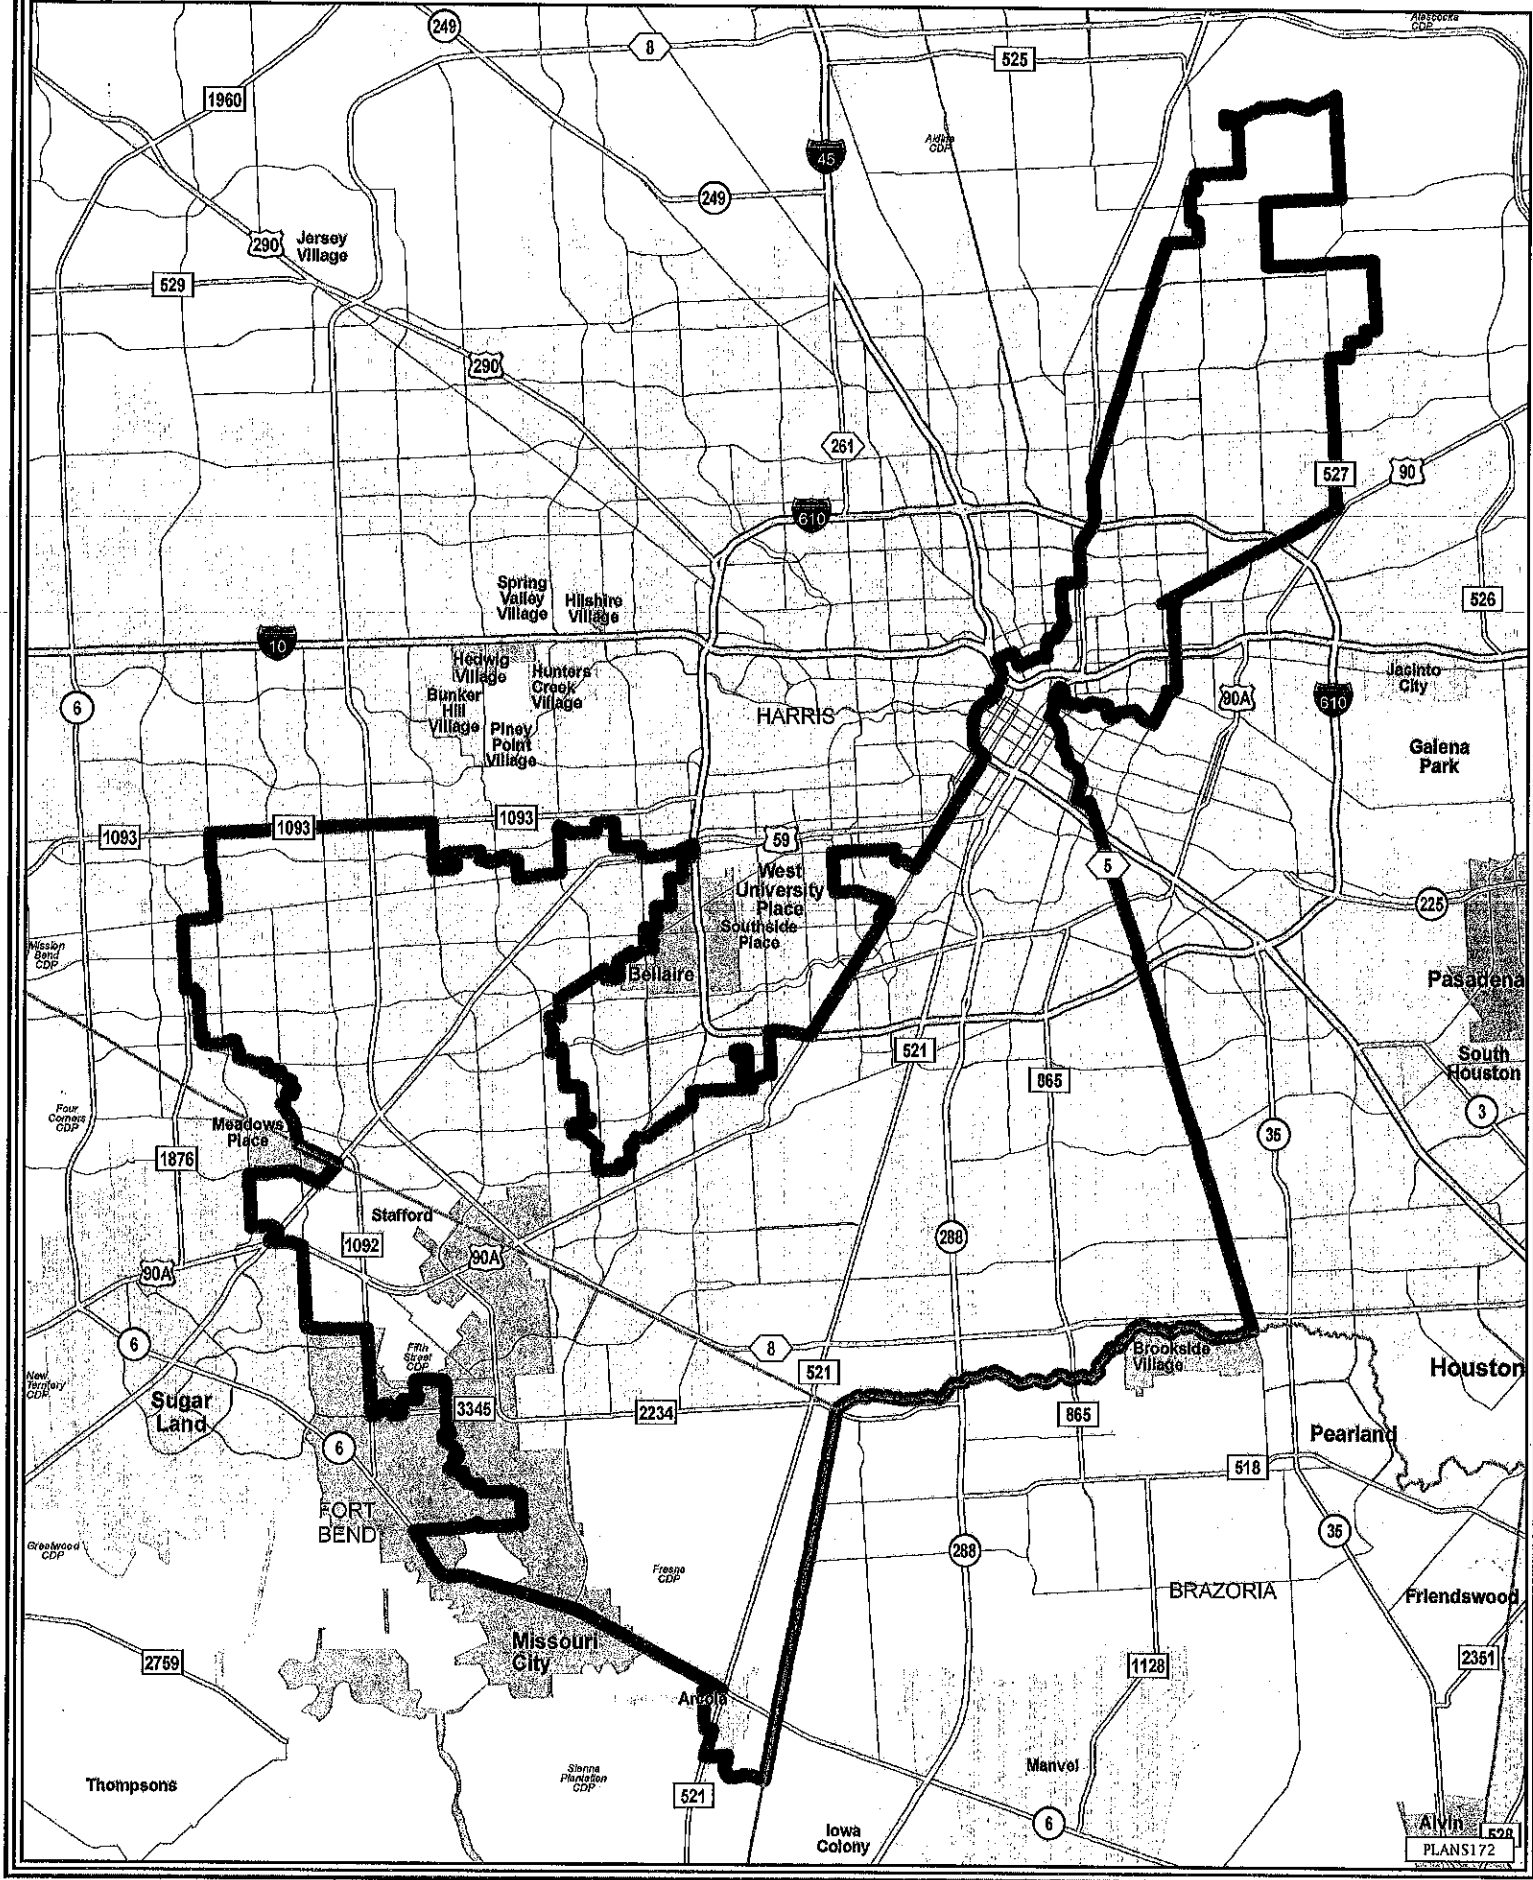 249
8
525
Atascocita
CDP
1960
45
Aldine
CDP
249
290
Jersey
Village
529
290
261
527
90
610
Spring
Valley
Village
Hilshire
Village
526
10
Hedwig
Village
Hunters
Creek
Village
Bunker
Hill
Village
Piney
Point
Village
6
HARRIS
90A
610
Jacinto
City
Galena
Park
1093
1093
1093
59
West
University
Place
Southside
Place
5
225
Mission
Bend
CDP
Bellaire
Pasadena
521
865
South
Houston
3
35
Four
Corners
CDP
Meadows
Place
1876
Stafford
1092
90A
90A
288
6
8
521
Fifth
Street
CDP
Brookside
Village
Houston
New
Territory
CDP
Sugar
Land
3345
2234
865
Pearland
6
518
FORT
BEND
35
Greatwood
CDP
288
Fresno
CDP
BRAZORIA
Friendswood
Missouri
City
2759
1128
2351
Arcola
Manvel
Thompsons
Sienna
Plantation
CDP
521
6
Iowa
Colony
Alvin
528
PLANS172